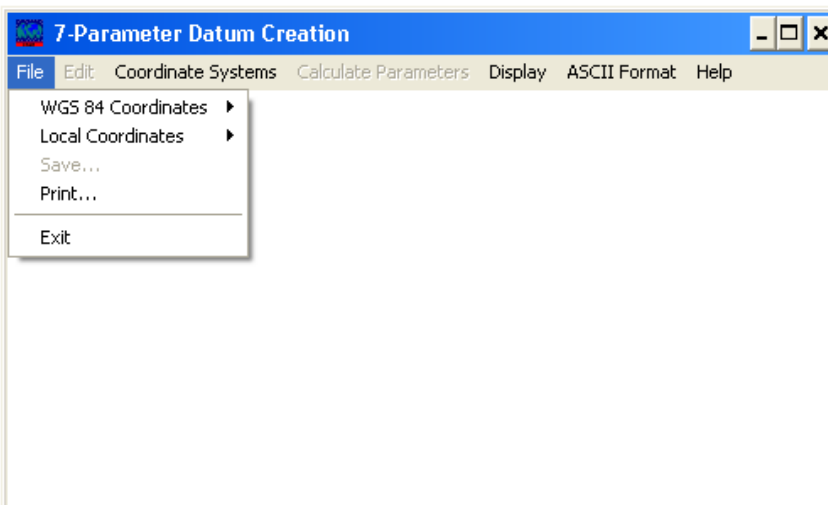 7-Parameter Datum Creation
File Edit Coordinate Systems Calculate Parameters Display ASCII Format Help
WGS 84 Coordinates
Local Coordinates
Save...
Print...
Exit